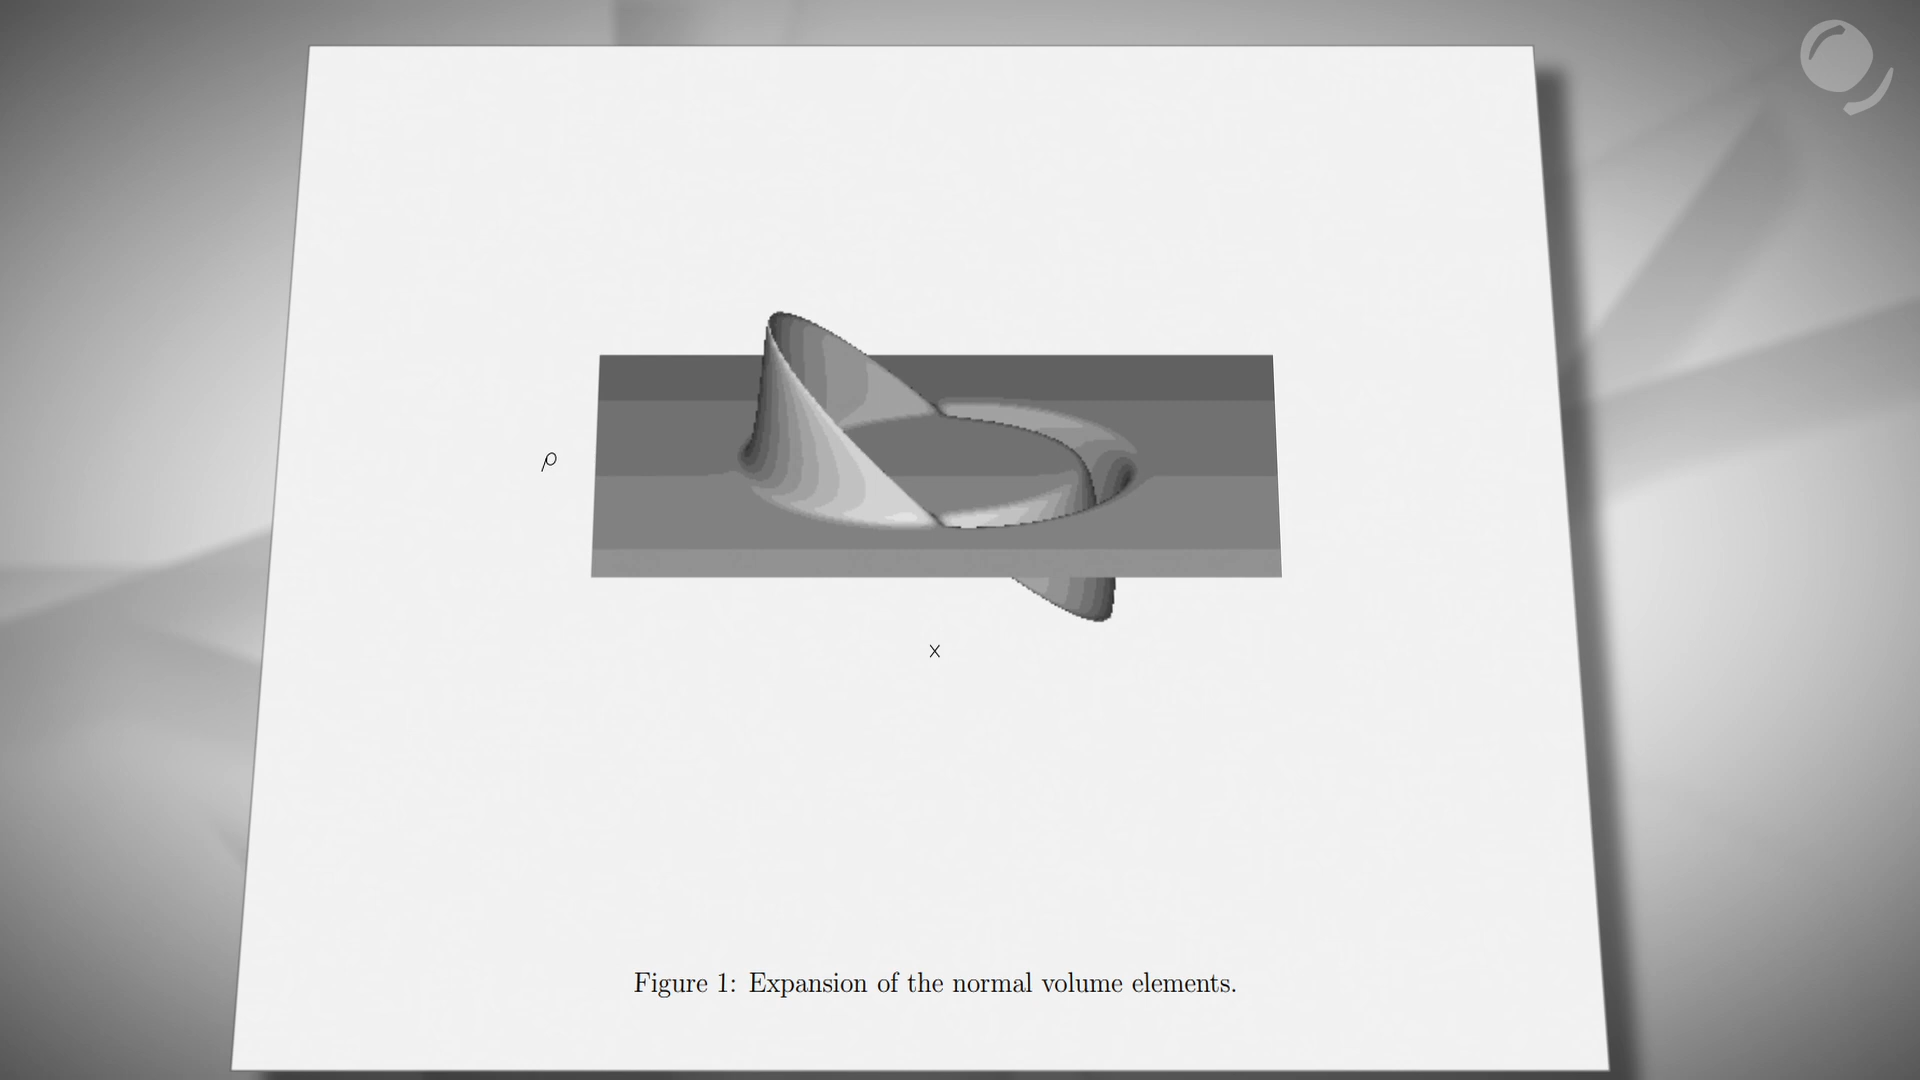 ρ
x
Figure 1: Expansion of the normal volume elements.